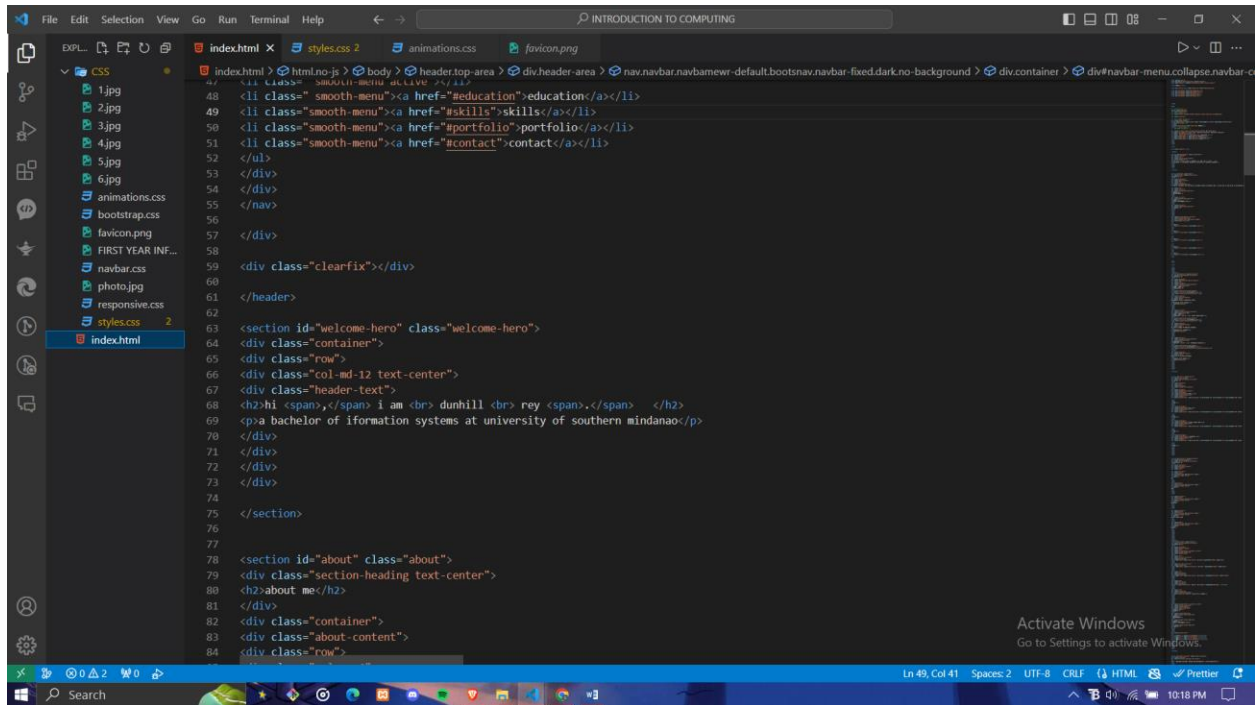 File Edit Selection View Go Run Terminal Help
INTRODUCTION TO COMPUTING
EXPL...
index.html
styles.css 2
animations.css
favicon.png
index.html > html.no-js > body > header.top-area > div.header-area > nav.navbar.navbamewr-default.bootsnav.navbar-fixed.dark.no-background > div.container > div#navbar-menu.collapse.navbar-c
CSS
1.jpg
2.jpg
3.jpg
4.jpg
5.jpg
6.jpg
animations.css
bootstrap.css
favicon.png
FIRST YEAR INF...
navbar.css
photo.jpg
responsive.css
styles.css 2
index.html
47 <li class=" smooth-menu active"></li>
48 <li class=" smooth-menu"><a href="#education">education</a></li>
49 <li class="smooth-menu"><a href="#skills">skills</a></li>
50 <li class="smooth-menu"><a href="#portfolio">portfolio</a></li>
51 <li class="smooth-menu"><a href="#contact">contact</a></li>
52 </ul>
53 </div>
54 </div>
55 </nav>
56
57 </div>
58
59 <div class="clearfix"></div>
60
61 </header>
62
63 <section id="welcome-hero" class="welcome-hero">
64 <div class="container">
65 <div class="row">
66 <div class="col-md-12 text-center">
67 <div class="header-text">
68 <h2>hi <span>,</span> i am <br> dunhill <br> rey <span>.</span> </h2>
69 <p>a bachelor of iformation systems at university of southern mindanao</p>
70 </div>
71 </div>
72 </div>
73 </div>
74
75 </section>
76
77
78 <section id="about" class="about">
79 <div class="section-heading text-center">
80 <h2>about me</h2>
81 </div>
82 <div class="container">
83 <div class="about-content">
84 <div class="row">
Activate Windows
Go to Settings to activate Windows.
0 2 0
Ln 49, Col 41 Spaces: 2 UTF-8 CRLF HTML Prettier
Search
10:18 PM